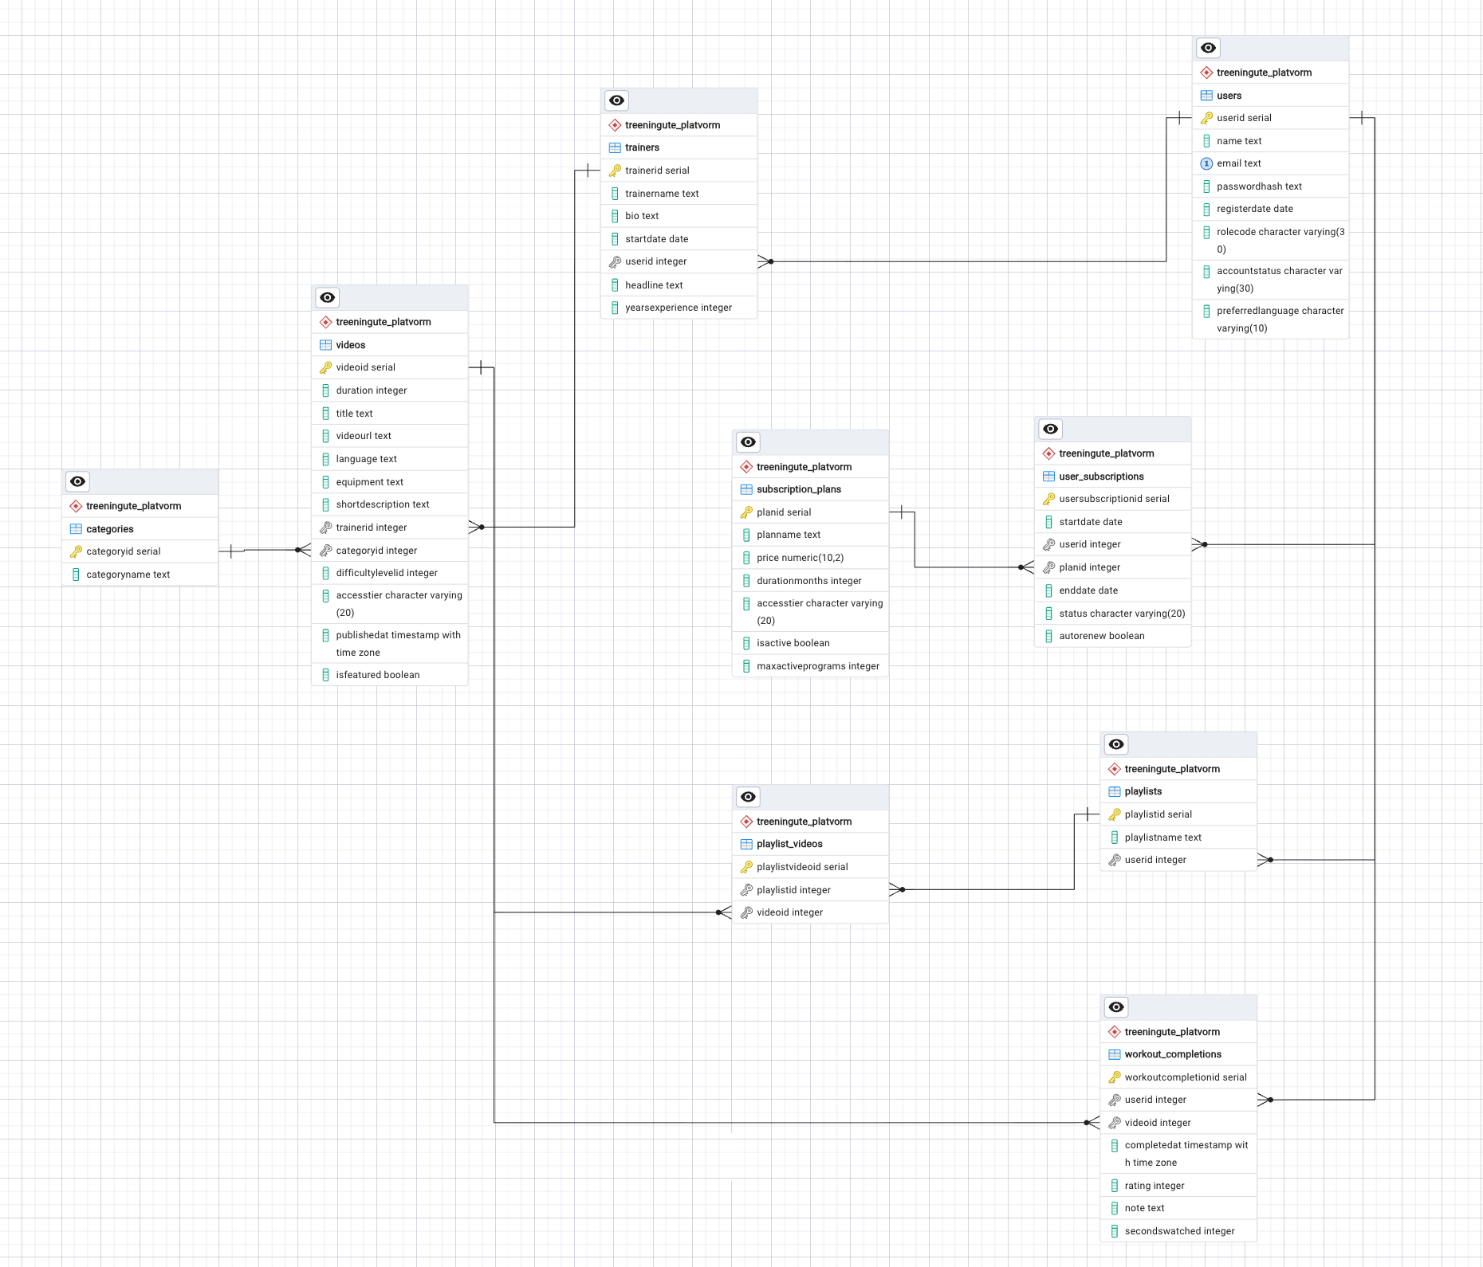 treeningute_platvorm
users
userid serial
name text
email text
passwordhash text
registerdate date
rolecode character varying(3
0)
accountstatus character var
ying(30)
preferredlanguage character
varying(10)
treeningute_platvorm
trainers
trainerid serial
trainername text
bio text
startdate date
userid integer
headline text
yearsexperience integer
treeningute_platvorm
videos
videoid serial
duration integer
title text
videourl text
language text
equipment text
shortdescription text
trainerid integer
categoryid integer
difficultylevelid integer
accesstier character varying
(20)
publishedat timestamp with
time zone
isfeatured boolean
treeningute_platvorm
categories
categoryid serial
categoryname text
treeningute_platvorm
subscription_plans
planid serial
planname text
price numeric(10,2)
durationmonths integer
accesstier character varying
(20)
isactive boolean
maxactiveprograms integer
treeningute_platvorm
user_subscriptions
usersubscriptionid serial
startdate date
userid integer
planid integer
enddate date
status character varying(20)
autorenew boolean
treeningute_platvorm
playlists
playlistid serial
playlistname text
userid integer
treeningute_platvorm
playlist_videos
playlistvideoid serial
playlistid integer
videoid integer
treeningute_platvorm
workout_completions
workoutcompletionid serial
userid integer
videoid integer
completedat timestamp wit
h time zone
rating integer
note text
secondswatched integer